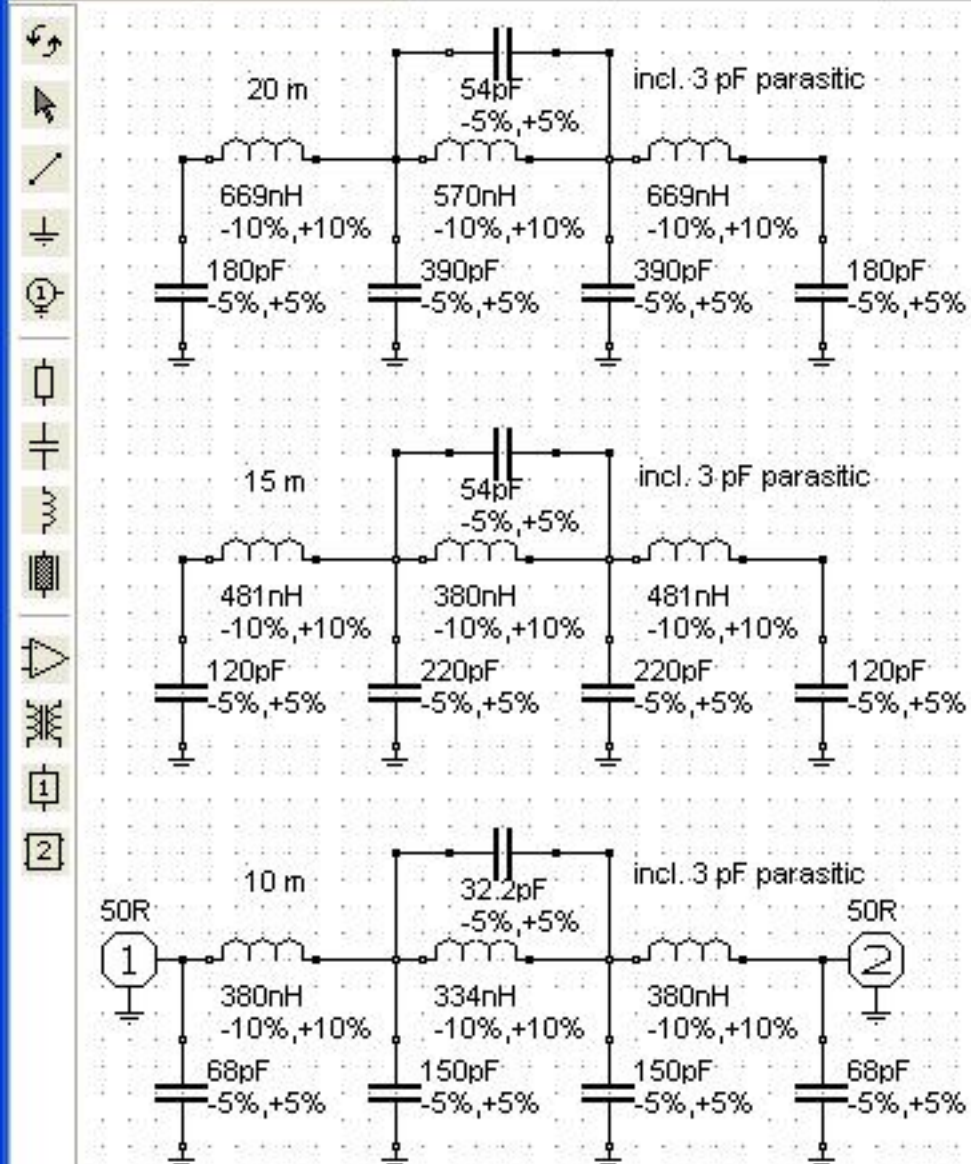 20 m
54pF
-5%,+5%
incl. 3 pF parasitic
669nH
-10%,+10%
570nH
-10%,+10%
669nH
-10%,+10%
180pF
-5%,+5%
390pF
-5%,+5%
390pF
-5%,+5%
180pF
-5%,+5%
15 m
54pF
-5%,+5%
incl. 3 pF parasitic
481nH
-10%,+10%
380nH
-10%,+10%
481nH
-10%,+10%
120pF
-5%,+5%
220pF
-5%,+5%
220pF
-5%,+5%
120pF
-5%,+5%
10 m
32.2pF
-5%,+5%
incl. 3 pF parasitic
50R
1
50R
2
380nH
-10%,+10%
334nH
-10%,+10%
380nH
-10%,+10%
68pF
-5%,+5%
150pF
-5%,+5%
150pF
-5%,+5%
68pF
-5%,+5%
1
1
2